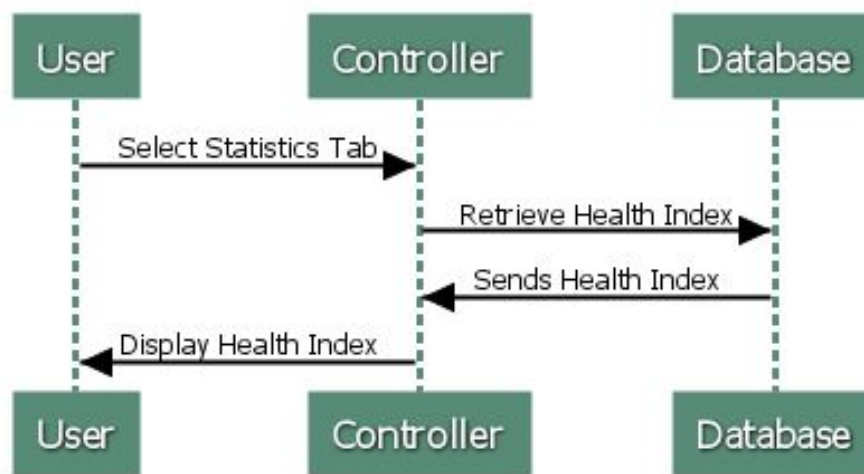 User Controller Database
Select Statistics Tab
Retrieve Health Index
Sends Health Index
Display Health Index
User Controller Database